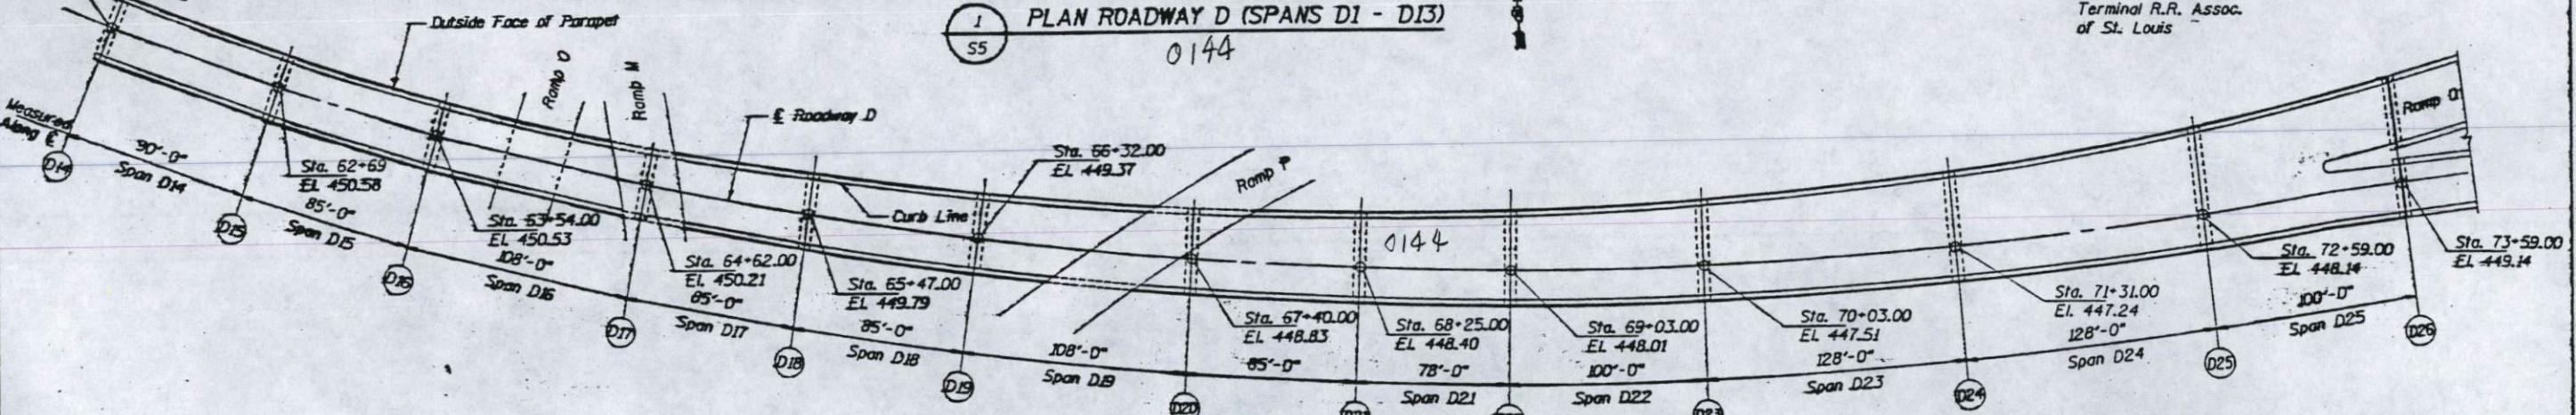 1
S5
PLAN ROADWAY D (SPANS D1 - D13)
0144
Terminal R.R. Assoc.
of St. Louis
Outside Face of Parapet
Ramp O
Ramp M
℄ Roadway D
Curb Line
Ramp P
0144
Ramp Q
Measured
Along ℄
Sta. 62+69
El. 450.58
Sta. 63+54.00
El. 450.53
Sta. 64+62.00
El. 450.21
Sta. 65+47.00
El. 449.79
Sta. 66+32.00
El. 449.37
Sta. 67+40.00
El. 448.83
Sta. 68+25.00
El. 448.40
Sta. 69+03.00
El. 448.01
Sta. 70+03.00
El. 447.51
Sta. 71+31.00
El. 447.24
Sta. 72+59.00
El. 448.14
Sta. 73+59.00
El. 449.14
90'-0"
Span D14
85'-0"
Span D15
108'-0"
Span D16
85'-0"
Span D17
85'-0"
Span D18
108'-0"
Span D19
85'-0"
78'-0"
Span D21
100'-0"
Span D22
128'-0"
Span D23
128'-0"
Span D24
100'-0"
Span D25
D14
D15
D16
D17
D18
D19
D20
D23
D24
D25
D26